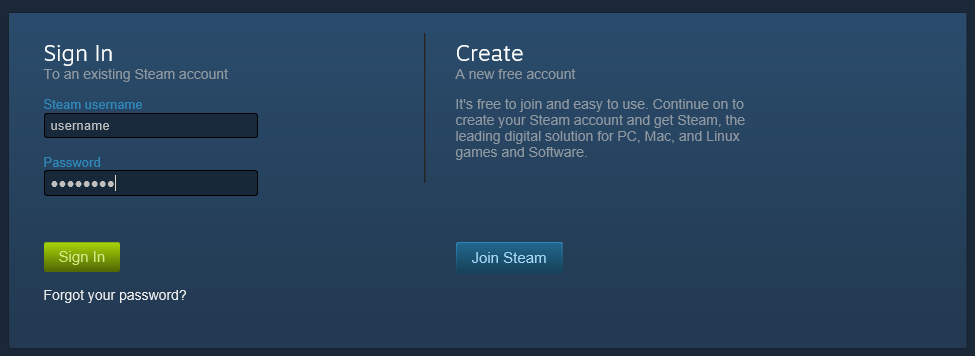 Sign In
To an existing Steam account
Steam username
username
Password
●●●●●●●●
Sign In
Forgot your password?
Create
A new free account
It's free to join and easy to use. Continue on to
create your Steam account and get Steam, the
leading digital solution for PC, Mac, and Linux
games and Software.
Join Steam